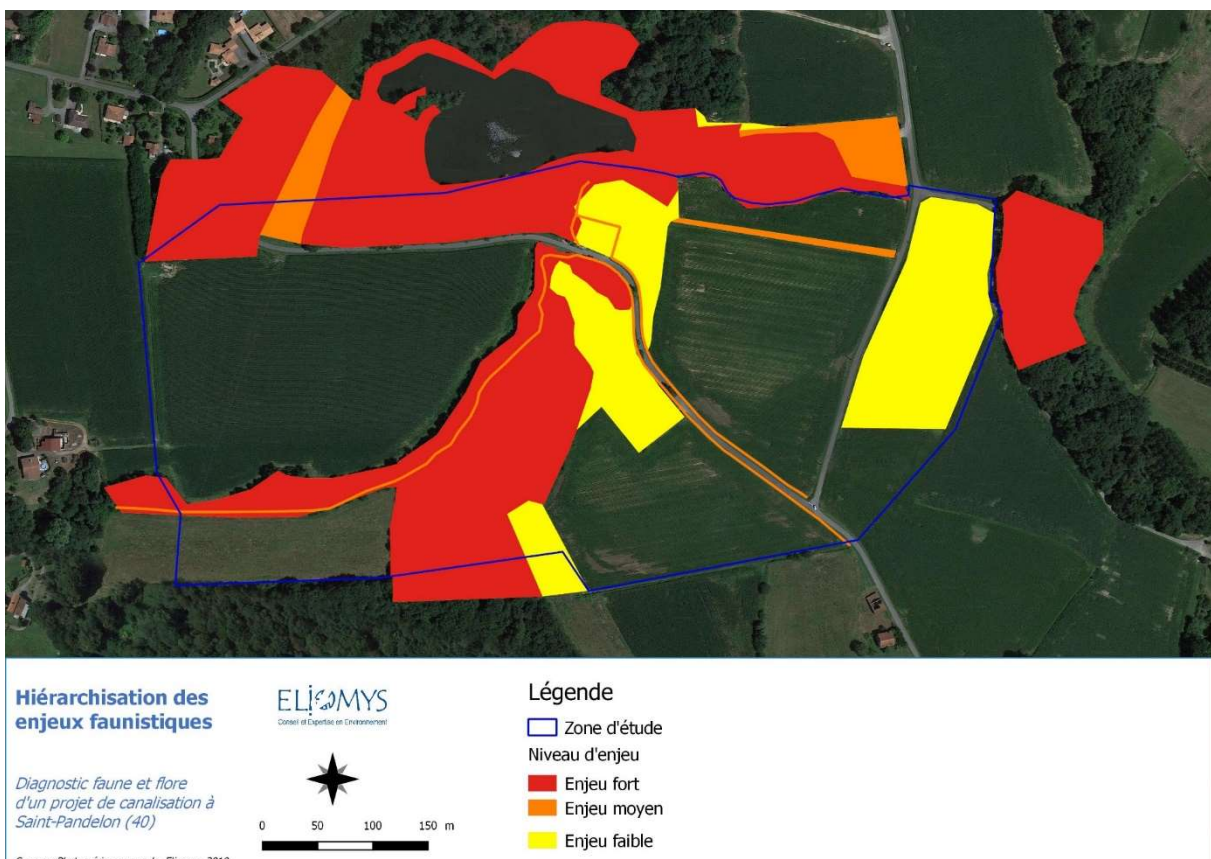 Hiérarchisation des
enjeux faunistiques
Diagnostic faune et flore
d'un projet de canalisation à
Saint-Pandelon (40)
ELIOMYS
Conseil et Expertise en Environnement
0 50 100 150 m
Légende
Zone d'étude
Niveau d'enjeu
Enjeu fort
Enjeu moyen
Enjeu faible